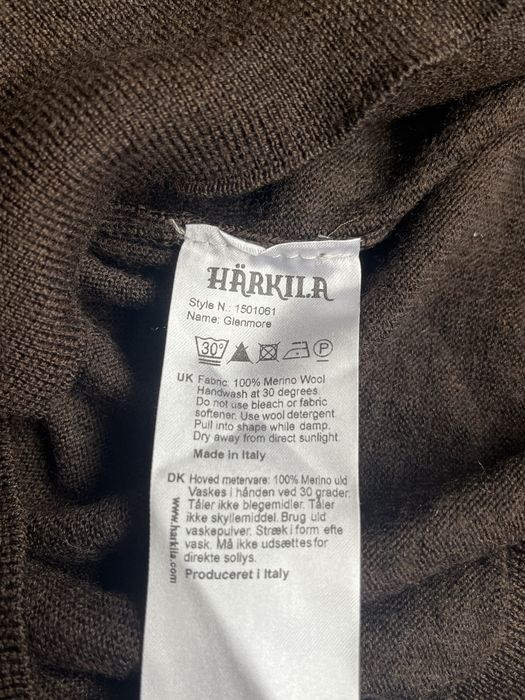 HÄRKILA
Style N.: 1501061
Name: Glenmore
30°
P
UK Fabric: 100% Merino Wool
Handwash at 30 degrees.
Do not use bleach or fabric
softener. Use wool detergent.
Pull into shape while damp.
Dry away from direct sunlight.
Made in Italy
DK Hoved metervare: 100% Merino uld
Vaskes i hånden ved 30 grader.
Tåler ikke blegemidler. Tåler
ikke skyllemiddel. Brug uld
vaskepulver. Stræk i form efte
vask. Må ikke udsættes for
direkte sollys.
Produceret i Italy
www.harkila.com